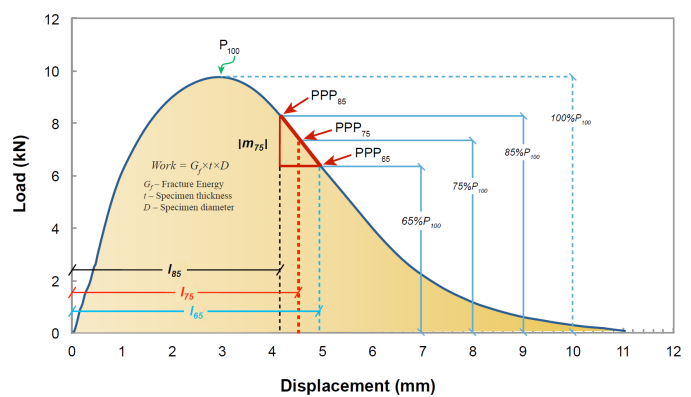 12
10
8
6
4
2
0
Load (kN)
P100
PPP85
PPP75
PPP65
|m75|
Work = Gf×t×D
Gf – Fracture Energy
t – Specimen thickness
D – Specimen diameter
100%P100
85%P100
75%P100
65%P100
l85
l75
l65
0 1 2 3 4 5 6 7 8 9 10 11 12
Displacement (mm)